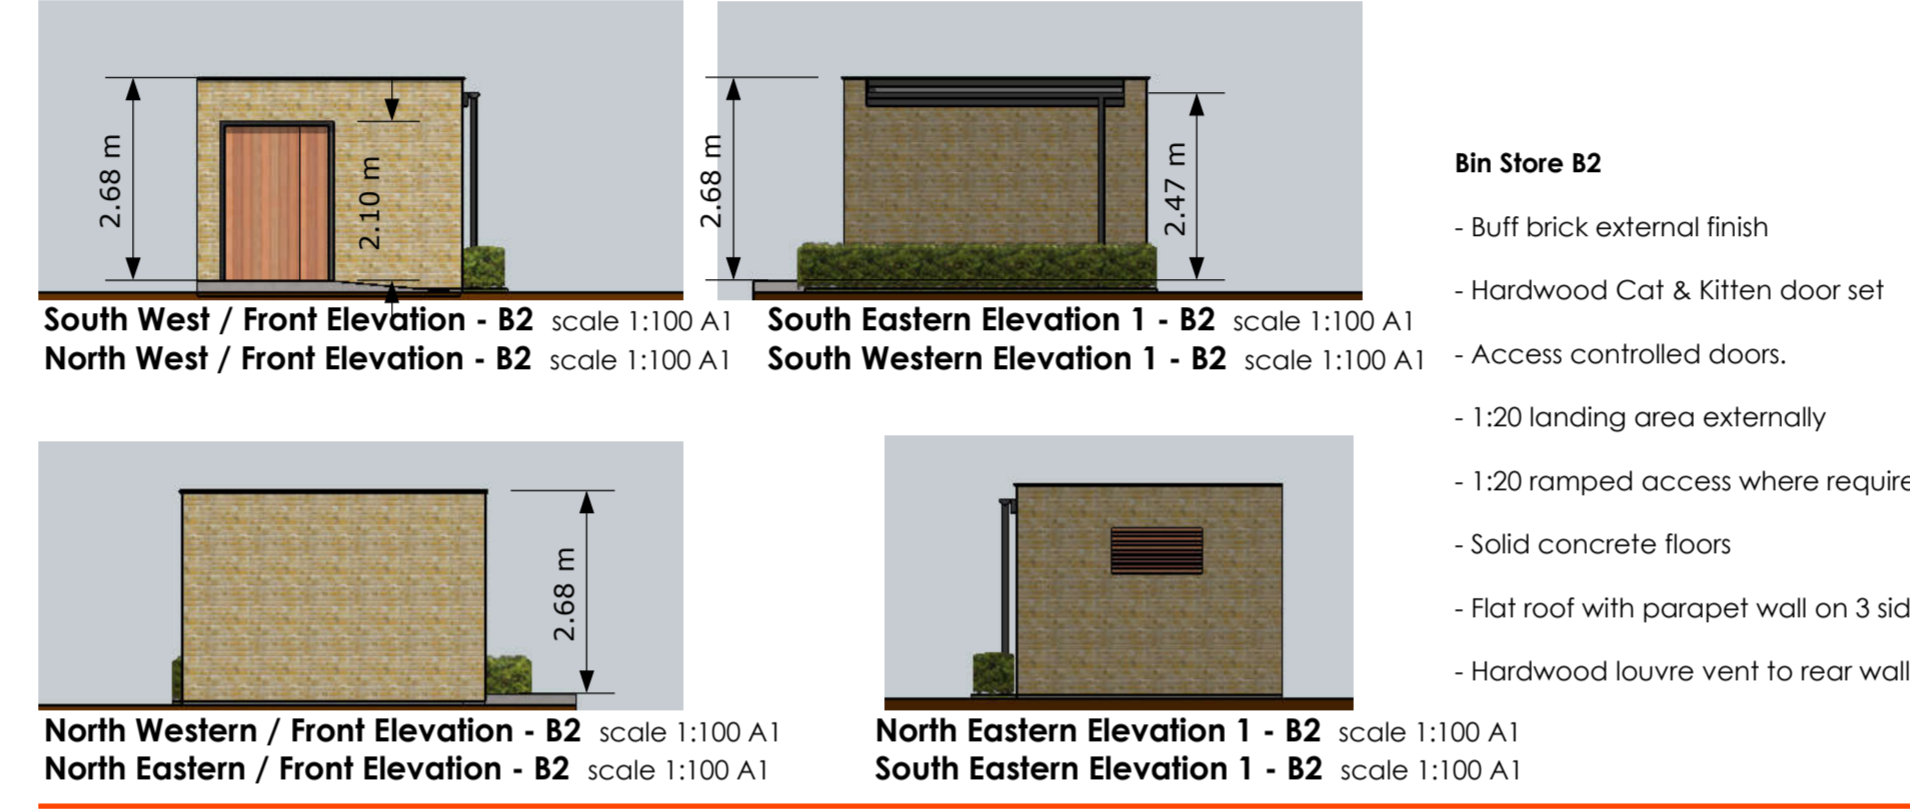 2.68 m
2.10 m
2.68 m
2.47 m
South West / Front Elevation - B2 scale 1:100 A1
North West / Front Elevation - B2 scale 1:100 A1
South Eastern Elevation 1 - B2 scale 1:100 A1
South Western Elevation 1 - B2 scale 1:100 A1
2.68 m
North Western / Front Elevation - B2 scale 1:100 A1
North Eastern / Front Elevation - B2 scale 1:100 A1
North Eastern Elevation 1 - B2 scale 1:100 A1
South Eastern Elevation 1 - B2 scale 1:100 A1
Bin Store B2
- Buff brick external finish
- Hardwood Cat & Kitten door set
- Access controlled doors.
- 1:20 landing area externally
- 1:20 ramped access where require
- Solid concrete floors
- Flat roof with parapet wall on 3 sid
- Hardwood louvre vent to rear wall